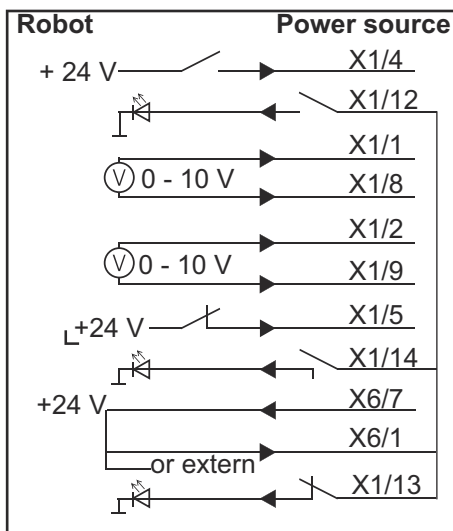 Robot Power source
+ 24 V X1/4
X1/12
X1/1
V 0 - 10 V X1/8
X1/2
V 0 - 10 V X1/9
+24 V X1/5
X1/14
+24 V X6/7
X6/1
or extern
X1/13